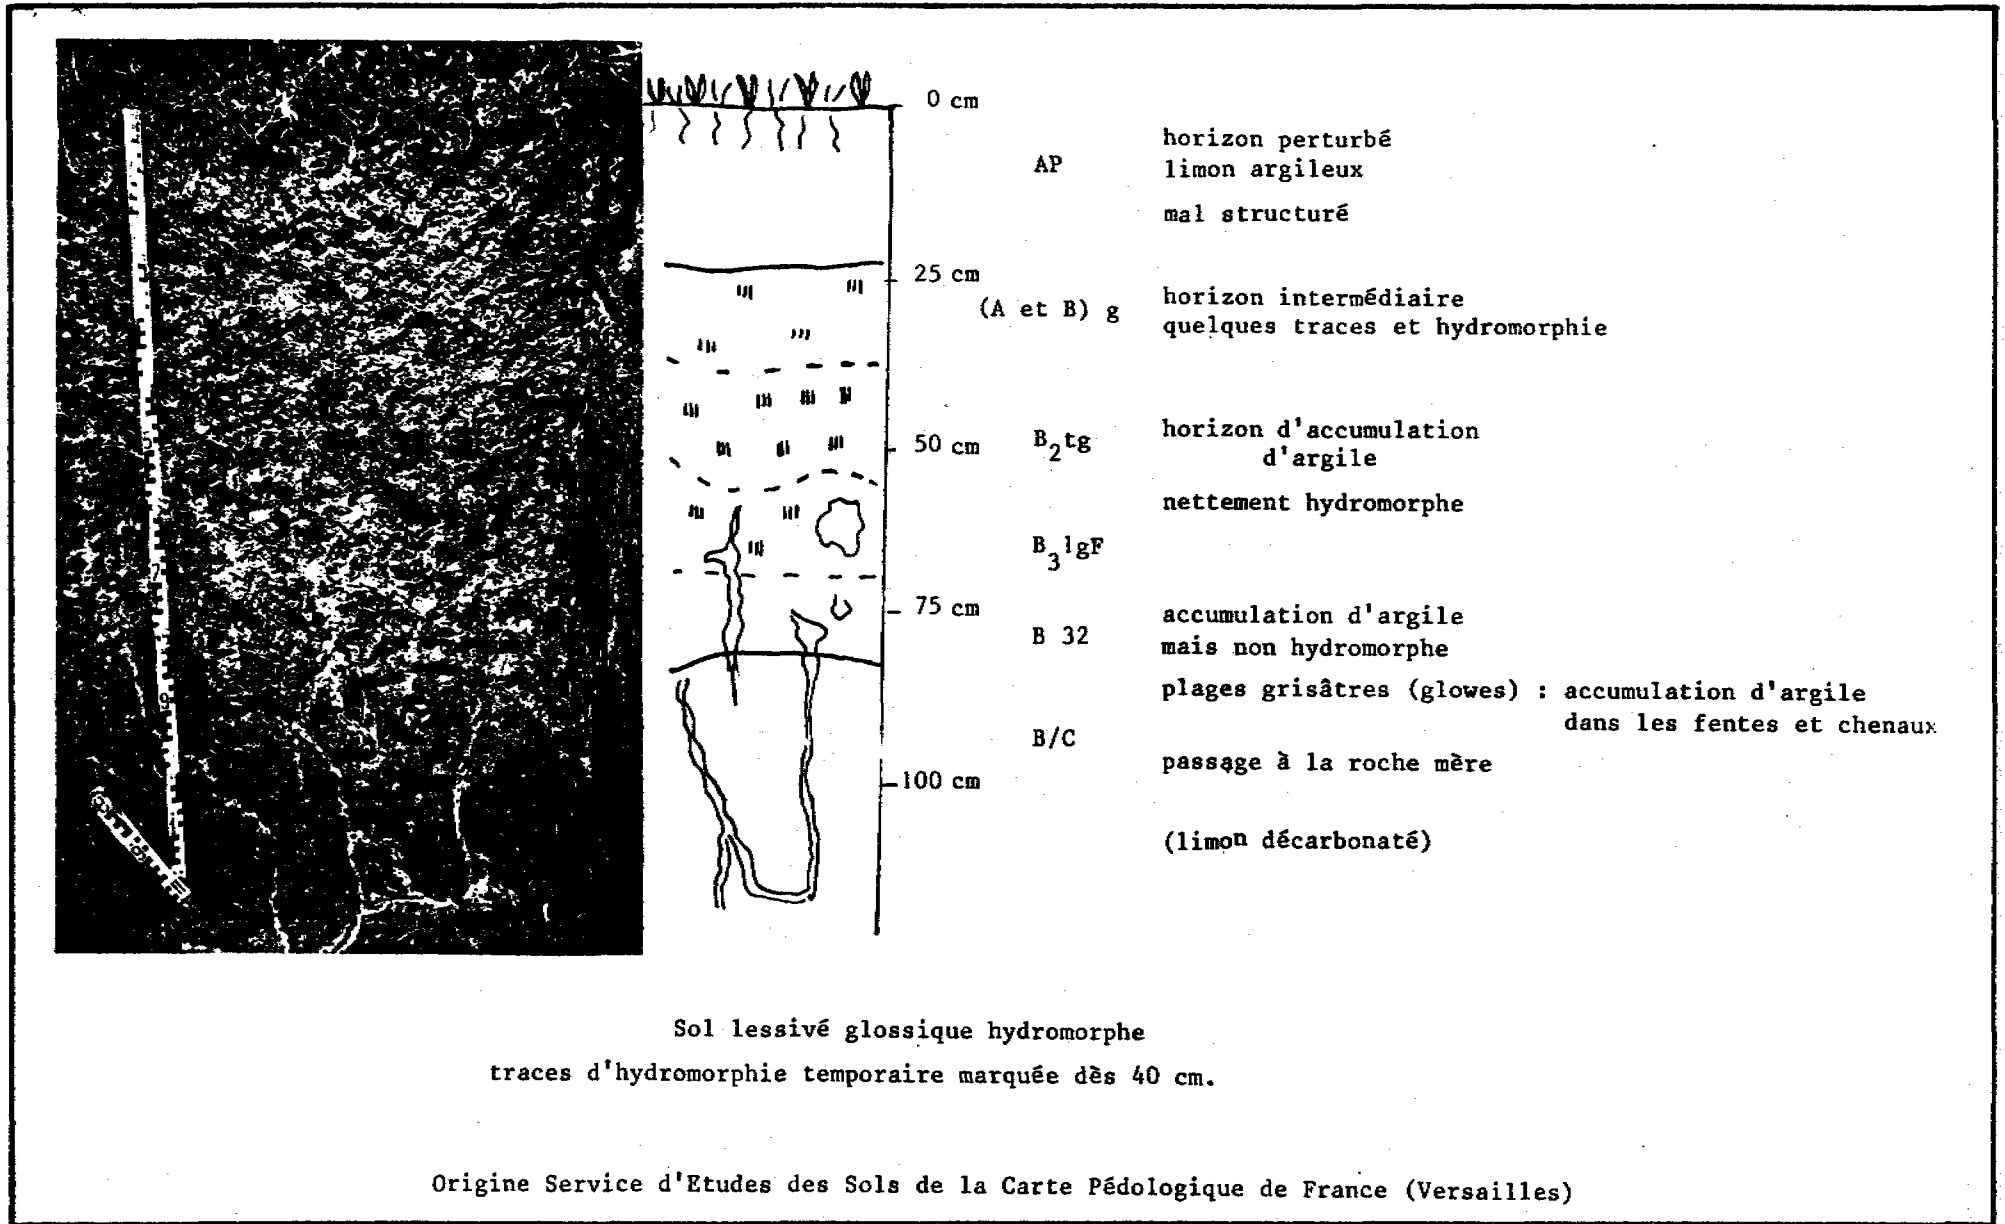 0 cm
AP
horizon perturbé
limon argileux
mal structuré
25 cm
(A et B) g
horizon intermédiaire
quelques traces et hydromorphie
50 cm
B2tg
horizon d'accumulation
d'argile
nettement hydromorphe
B3lgF
75 cm
B 32
accumulation d'argile
mais non hydromorphe
plages grisâtres (glowes) : accumulation d'argile
dans les fentes et chenaux
B/C
passage à la roche mère
100 cm
(limon décarbonaté)
Sol lessivé glossique hydromorphe
traces d'hydromorphie temporaire marquée dès 40 cm.
Origine Service d'Etudes des Sols de la Carte Pédologique de France (Versailles)